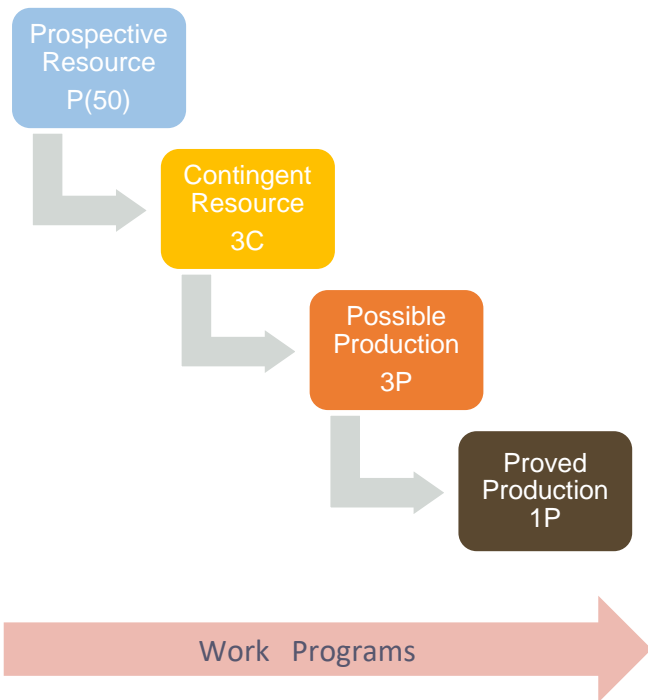 Prospective
Resource
P(50)
Contingent
Resource
3C
Possible
Production
3P
Proved
Production
1P
Work Programs